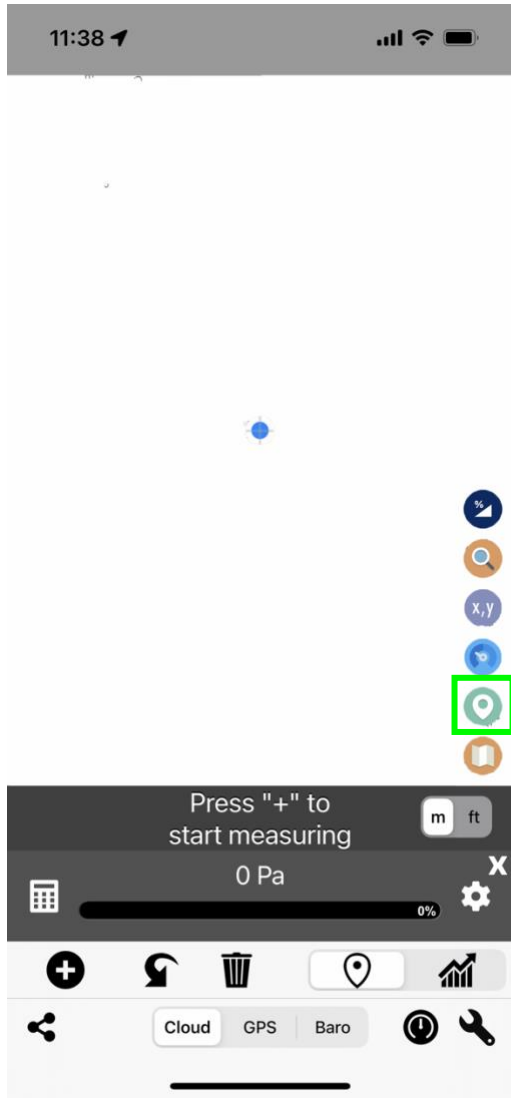 11:38
%
x,y
Press "+" to
start measuring
m ft
0 Pa
X
0%
Cloud GPS Baro